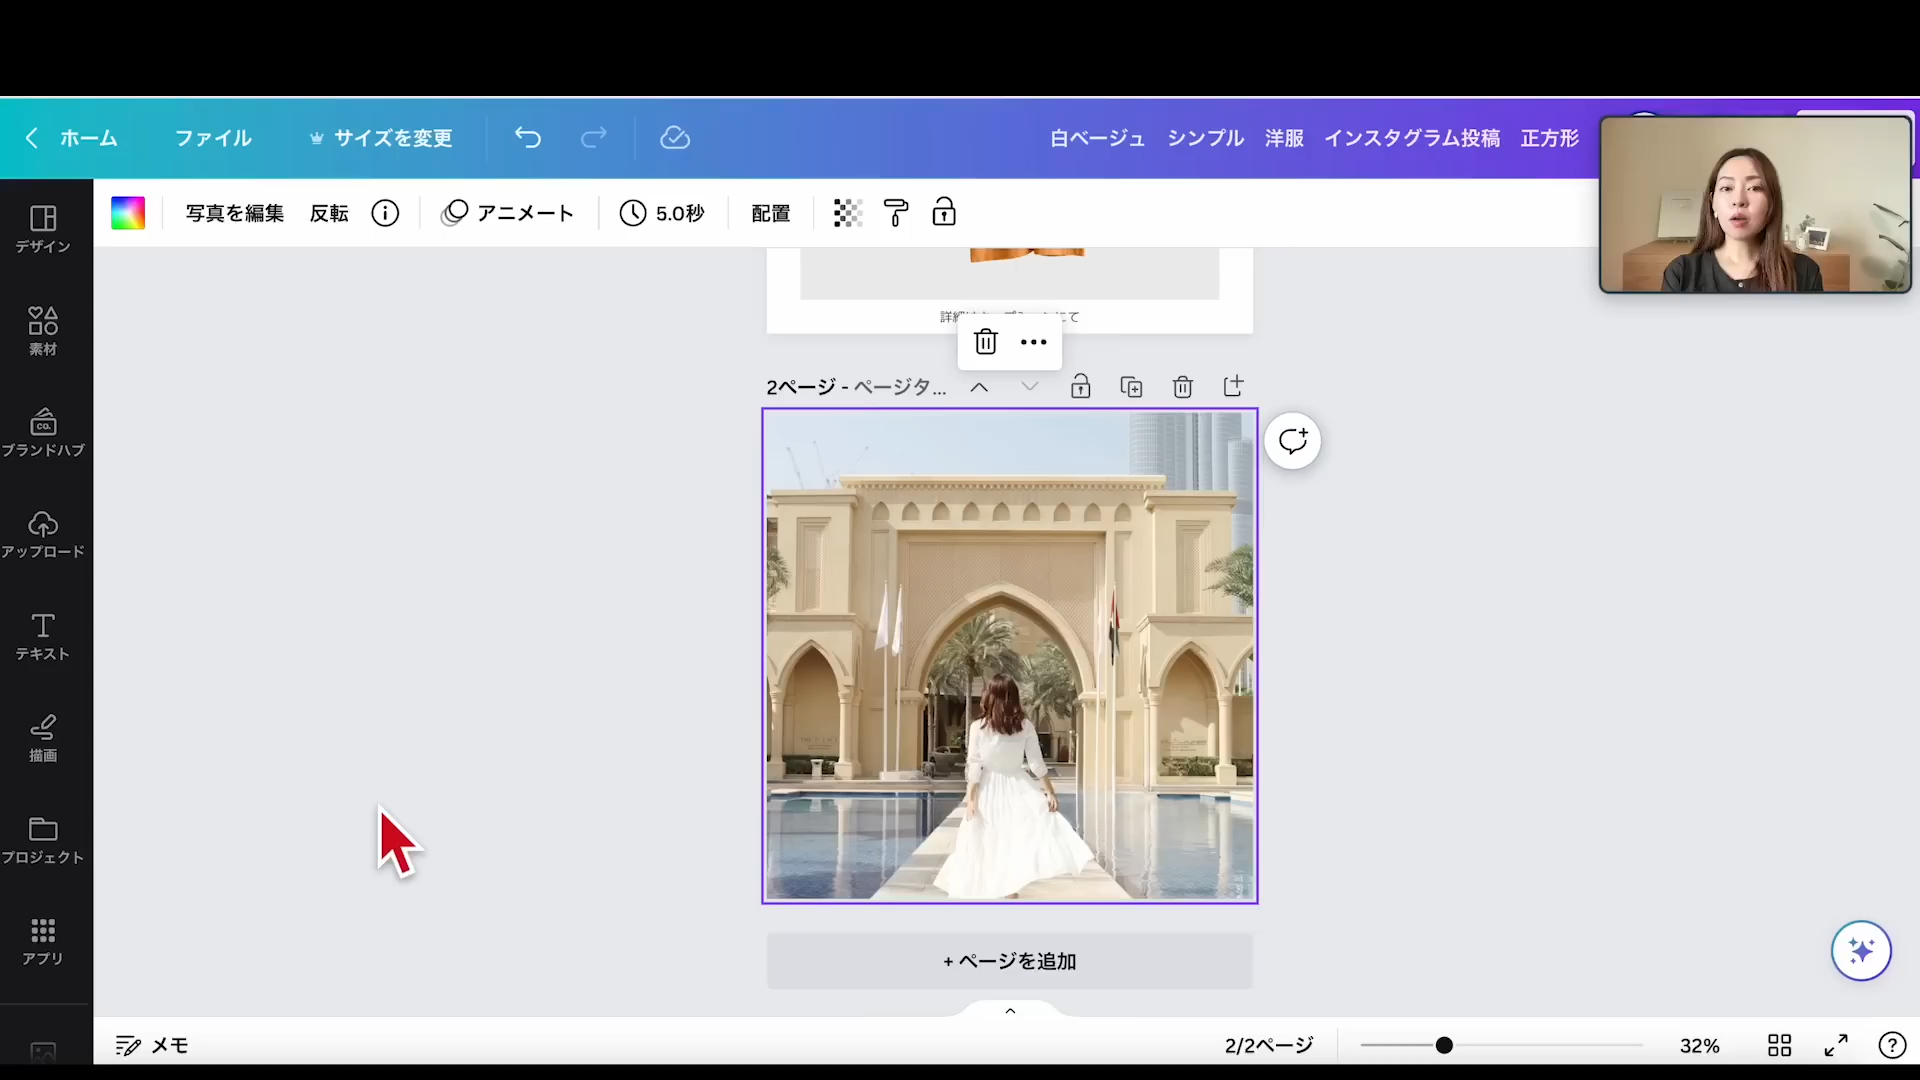 ホーム
ファイル
サイズを変更
白ベージュ シンプル 洋服 インスタグラム投稿 正方形
写真を編集
反転
アニメート
5.0秒
配置
デザイン
素材
CO.
ブランドハブ
アップロード
テキスト
描画
プロジェクト
アプリ
2ページ - ページタ...
+ ページを追加
メモ
2/2ページ
32%